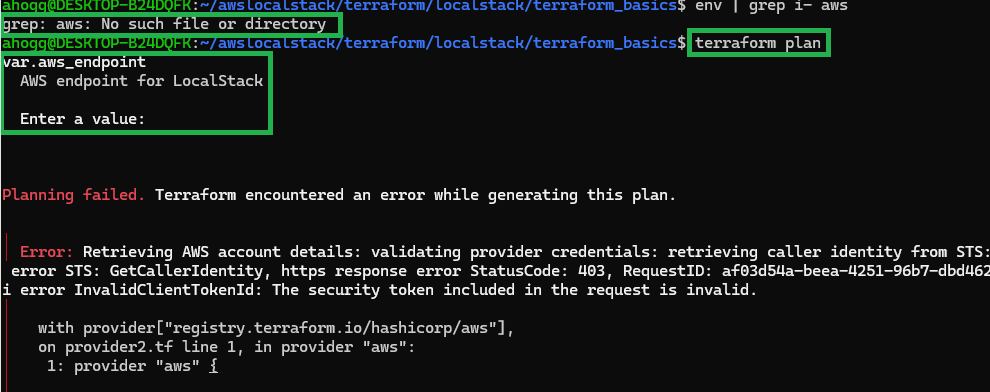 ahogg@DESKTOP-B24DQFK:~/awslocalstack/terraform/localstack/terraform_basics$ env | grep i- aws
grep: aws: No such file or directory
ahogg@DESKTOP-B24DQFK:~/awslocalstack/terraform/localstack/terraform_basics$ terraform plan
var.aws_endpoint
AWS endpoint for LocalStack
Enter a value:
Planning failed. Terraform encountered an error while generating this plan.
Error: Retrieving AWS account details: validating provider credentials: retrieving caller identity from STS:
error STS: GetCallerIdentity, https response error StatusCode: 403, RequestID: af03d54a-beea-4251-96b7-dbd462
i error InvalidClientTokenId: The security token included in the request is invalid.
with provider["registry.terraform.io/hashicorp/aws"],
on provider2.tf line 1, in provider "aws":
1: provider "aws" {